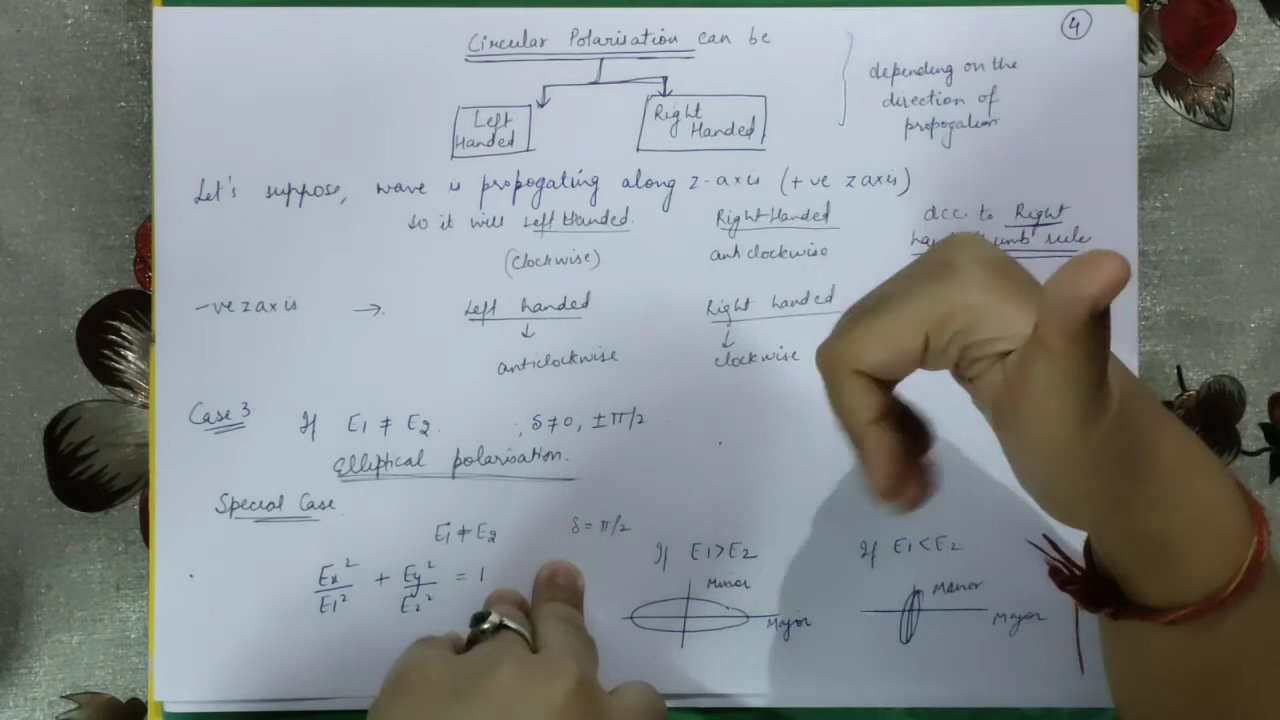 4
Circular Polarisation can be
Left
Handed
Right
Handed
depending on the
direction of
propogation
Let's suppose, wave is propogating along z-axis (+ve z axis)
so it will Left Handed.
Right Handed
acc. to Right
rule
(clockwise)
anticlockwise
-ve z axis →
Left handed
Right handed
↓
↓
anticlockwise
clockwise
Case 3
If E1 ≠ E2. ; δ≠0, ±π/2
Elliptical polarisation.
Special Case
E1 ≠ E2 δ = π/2
If E1>E2
If E1<E2
Ex²/E1² + Ey²/E2² = 1
Minor
Major
Manor
Major